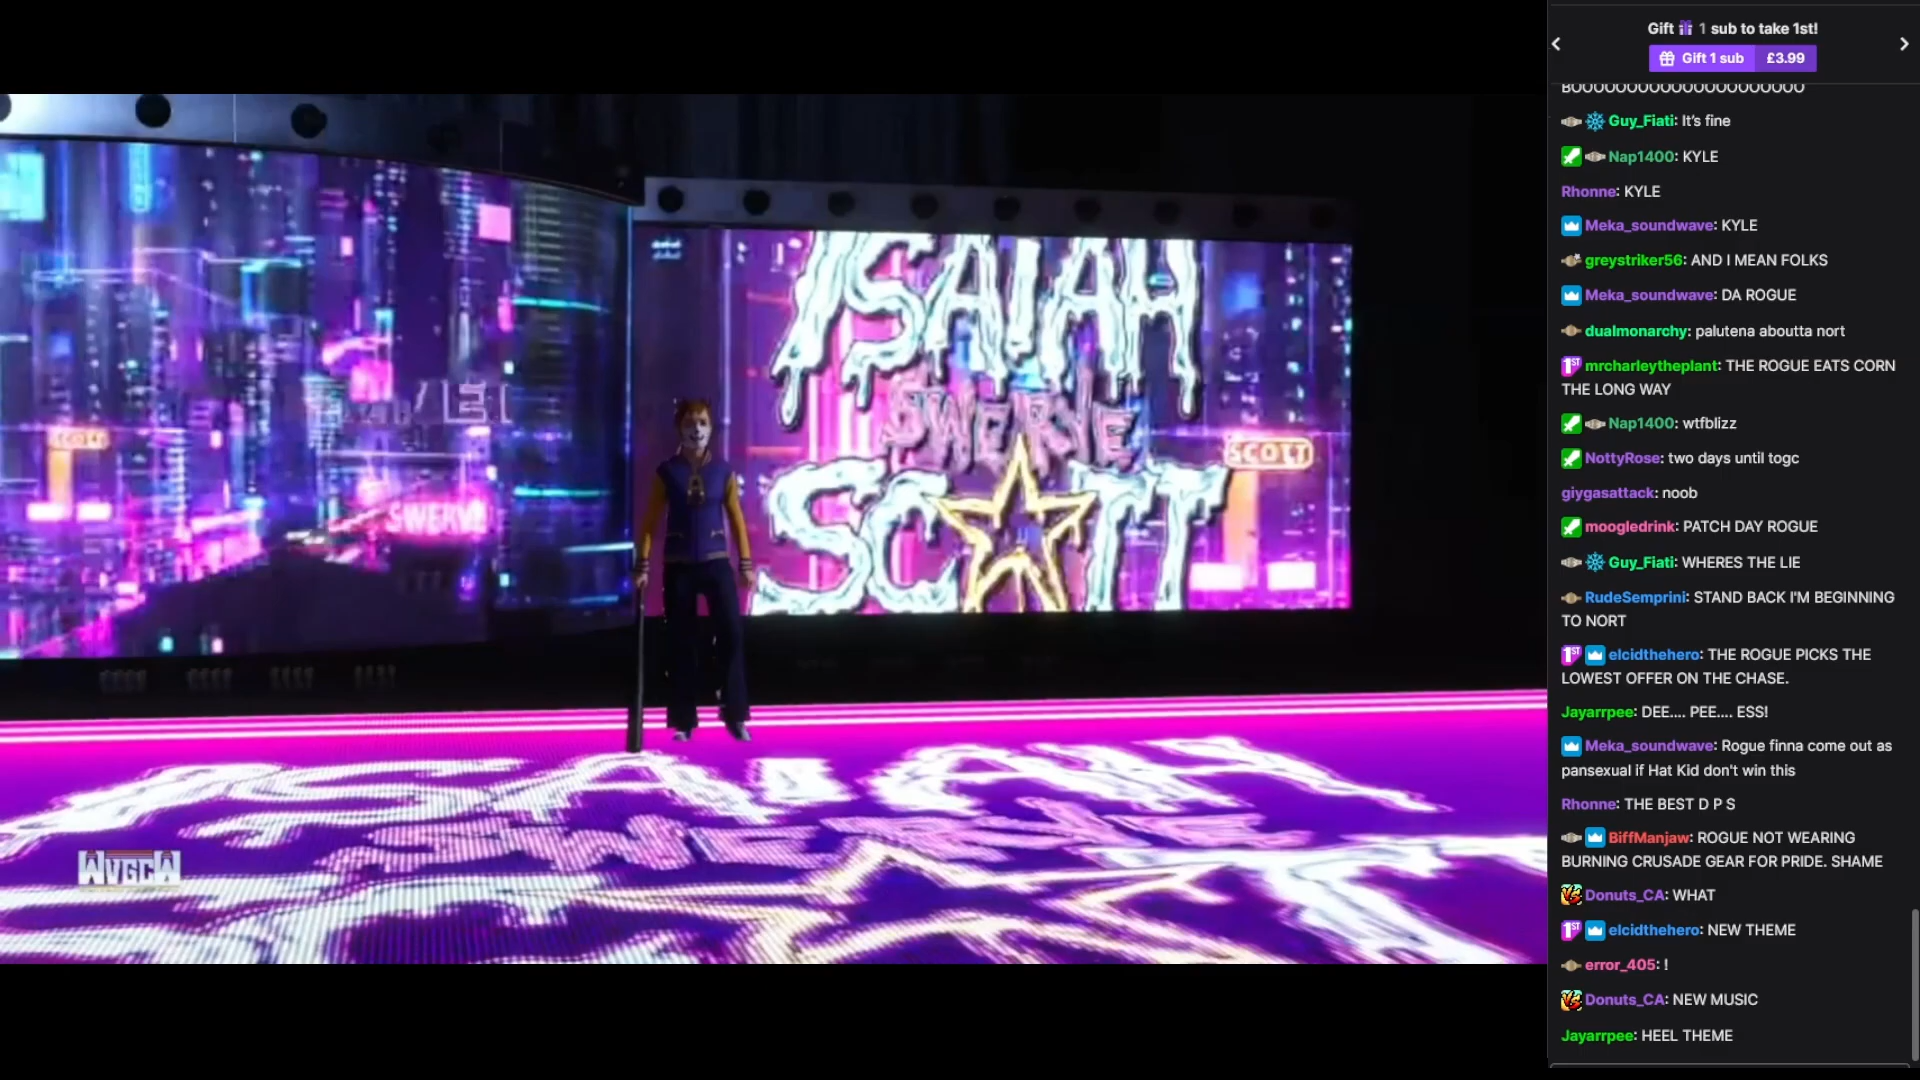 ISAIAH
SWERVE
SCOTT
SCOTT
SCOTT
SWERVE
ISAIAH
SWERVE
WVGCW
Gift 1 sub to take 1st!
Gift 1 sub £3.99
BOOOOOOOOOOOOOOOOOOOOO
Guy_Fiati: It's fine
Nap1400: KYLE
Rhonne: KYLE
Meka_soundwave: KYLE
greystriker56: AND I MEAN FOLKS
Meka_soundwave: DA ROGUE
dualmonarchy: palutena aboutta nort
mrcharleytheplant: THE ROGUE EATS CORN
THE LONG WAY
Nap1400: wtfblizz
NottyRose: two days until togc
giygasattack: noob
moogledrink: PATCH DAY ROGUE
Guy_Fiati: WHERES THE LIE
RudeSemprini: STAND BACK I'M BEGINNING
TO NORT
elcidthehero: THE ROGUE PICKS THE
LOWEST OFFER ON THE CHASE.
Jayarrpee: DEE.... PEE.... ESS!
Meka_soundwave: Rogue finna come out as
pansexual if Hat Kid don't win this
Rhonne: THE BEST D P S
BiffManjaw: ROGUE NOT WEARING
BURNING CRUSADE GEAR FOR PRIDE. SHAME
Donuts_CA: WHAT
elcidthehero: NEW THEME
error_405: !
Donuts_CA: NEW MUSIC
Jayarrpee: HEEL THEME